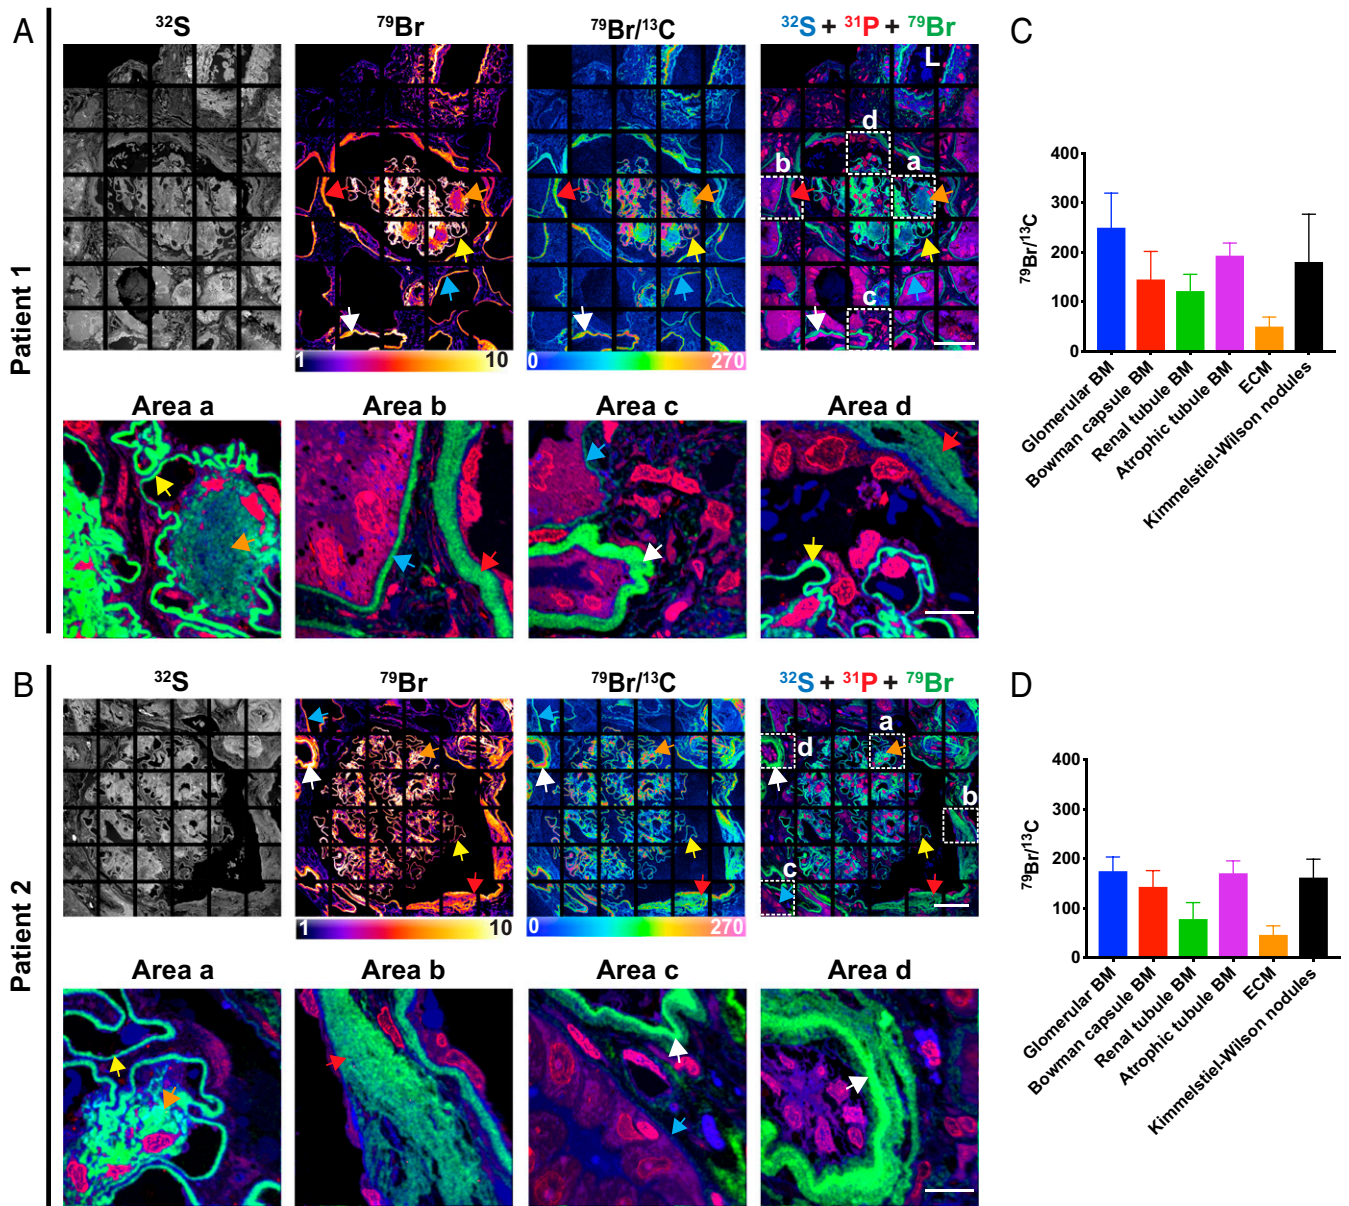 A
Patient 1
³²S
⁷⁹Br
⁷⁹Br/¹³C
³²S + ³¹P + ⁷⁹Br
L
d
b
a
c
1 10
0 270
Area a
Area b
Area c
Area d
C
⁷⁹Br/¹³C
400
300
200
100
0
Glomerular BM
Bowman capsule BM
Renal tubule BM
Atrophic tubule BM
ECM
Kimmelstiel-Wilson nodules
B
Patient 2
³²S
⁷⁹Br
⁷⁹Br/¹³C
³²S + ³¹P + ⁷⁹Br
a
d
b
c
1 10
0 270
Area a
Area b
Area c
Area d
D
⁷⁹Br/¹³C
400
300
200
100
0
Glomerular BM
Bowman capsule BM
Renal tubule BM
Atrophic tubule BM
ECM
Kimmelstiel-Wilson nodules